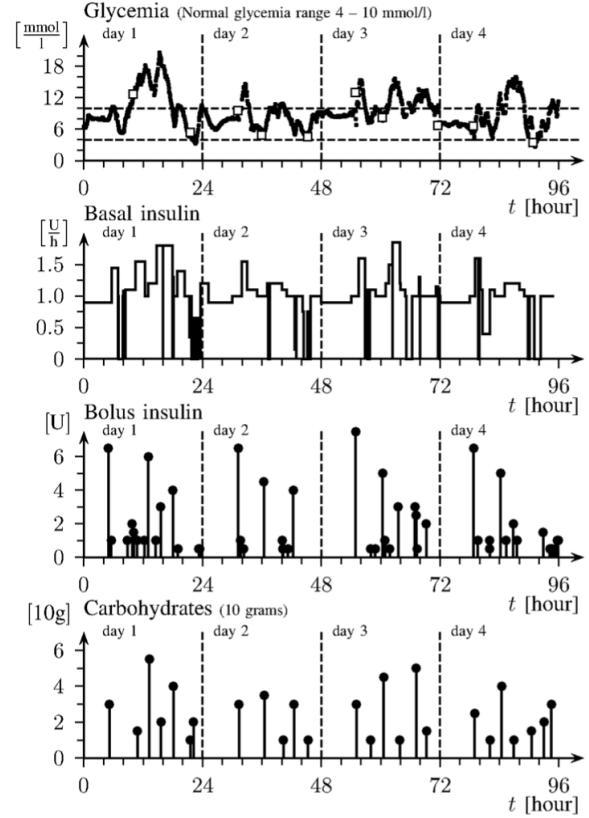 Glycemia (Normal glycemia range 4 – 10 mmol/l)
[mmol/l]
day 1 day 2 day 3 day 4
18
12
6
0
0 24 48 72 96
t [hour]
Basal insulin
[U/h]
day 1 day 2 day 3 day 4
1.5
1.0
0.5
0
0 24 48 72 96
t [hour]
Bolus insulin
[U]
day 1 day 2 day 3 day 4
6
4
2
0
0 24 48 72 96
t [hour]
[10g] Carbohydrates (10 grams)
day 1 day 2 day 3 day 4
6
4
2
0
0 24 48 72 96
t [hour]